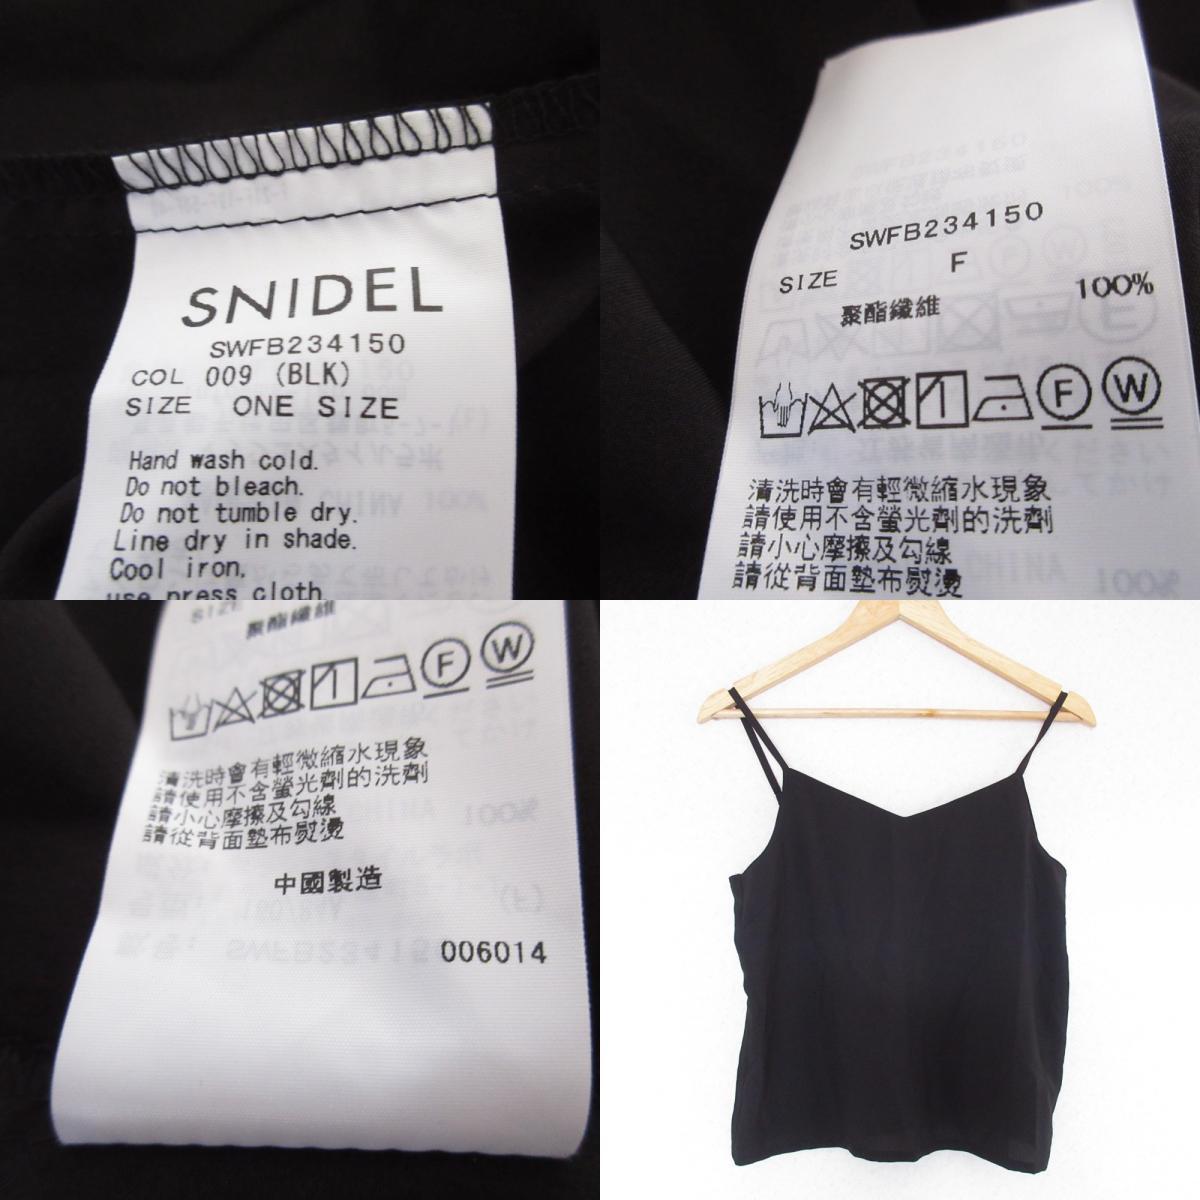 SNIDEL
SWFB234150
COL 009 (BLK)
SIZE ONE SIZE
Hand wash cold.
Do not bleach.
Do not tumble dry.
Line dry in shade.
Cool iron.
use press cloth
SWFB234150
SIZE F
聚酯纖維 100%
F W
清洗時會有輕微縮水現象
請使用不含螢光劑的洗劑
請小心摩擦及勾線
請從背面墊布熨燙
SIZE
聚酯纖維
F W
清洗時會有輕微縮水現象
請使用不含螢光劑的洗劑
請小心摩擦及勾線
請從背面墊布熨燙
中國製造
006014